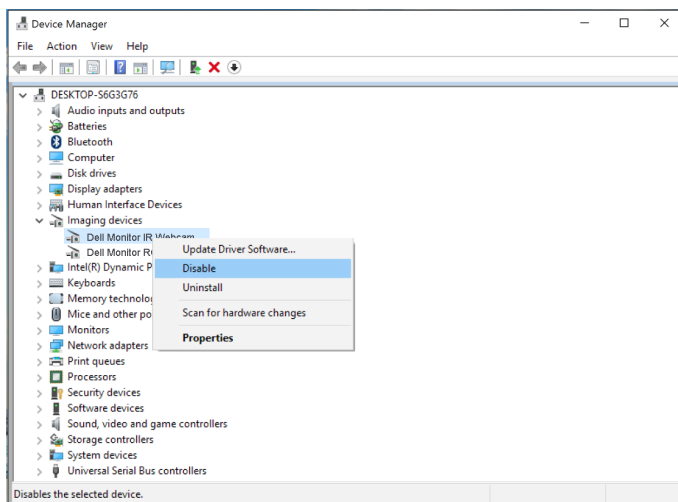 Device Manager
File Action View Help
DESKTOP-S6G3G76
Audio inputs and outputs
Batteries
Bluetooth
Computer
Disk drives
Display adapters
Human Interface Devices
Imaging devices
Dell Monitor IR Webcam
Dell Monitor
Intel(R) Dynamic
Keyboards
Memory
Mice and other
Monitors
Network adapters
Print queues
Processors
Security devices
Software devices
Sound, video and game controllers
Storage controllers
System devices
Universal Serial Bus controllers
Update Driver Software...
Disable
Uninstall
Scan for hardware changes
Properties
Disables the selected device.